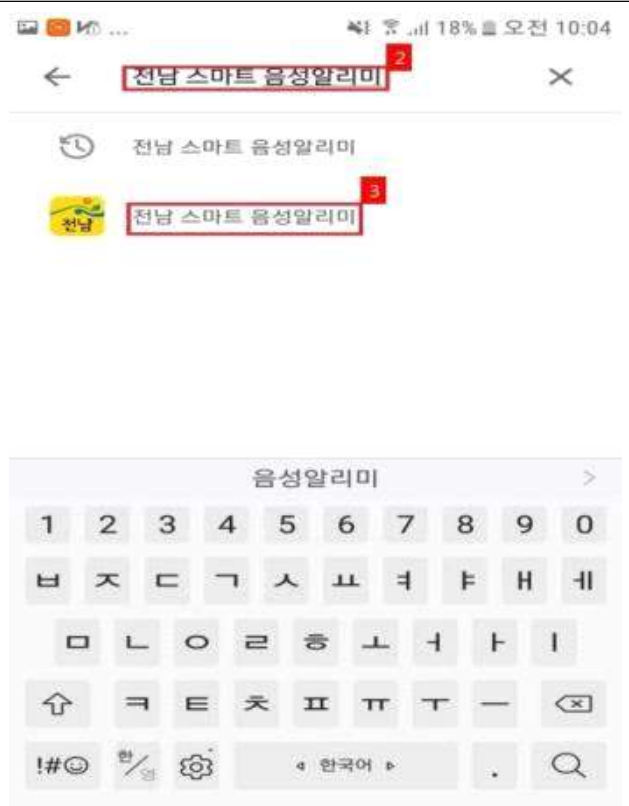 ... 18% 오전 10:04
전남 스마트 음성알리미 2
전남 스마트 음성알리미
3
전남 전남 스마트 음성알리미
음성알리미 >
1 2 3 4 5 6 7 8 9 0
ㅂ ㅈ ㄷ ㄱ ㅅ ㅛ ㅕ ㅑ ㅐ ㅔ
ㅁ ㄴ ㅇ ㄹ ㅎ ㅗ ㅓ ㅏ ㅣ
ㅋ ㅌ ㅊ ㅍ ㅠ ㅜ ㅡ
!#☺ 한/영 한국어 .